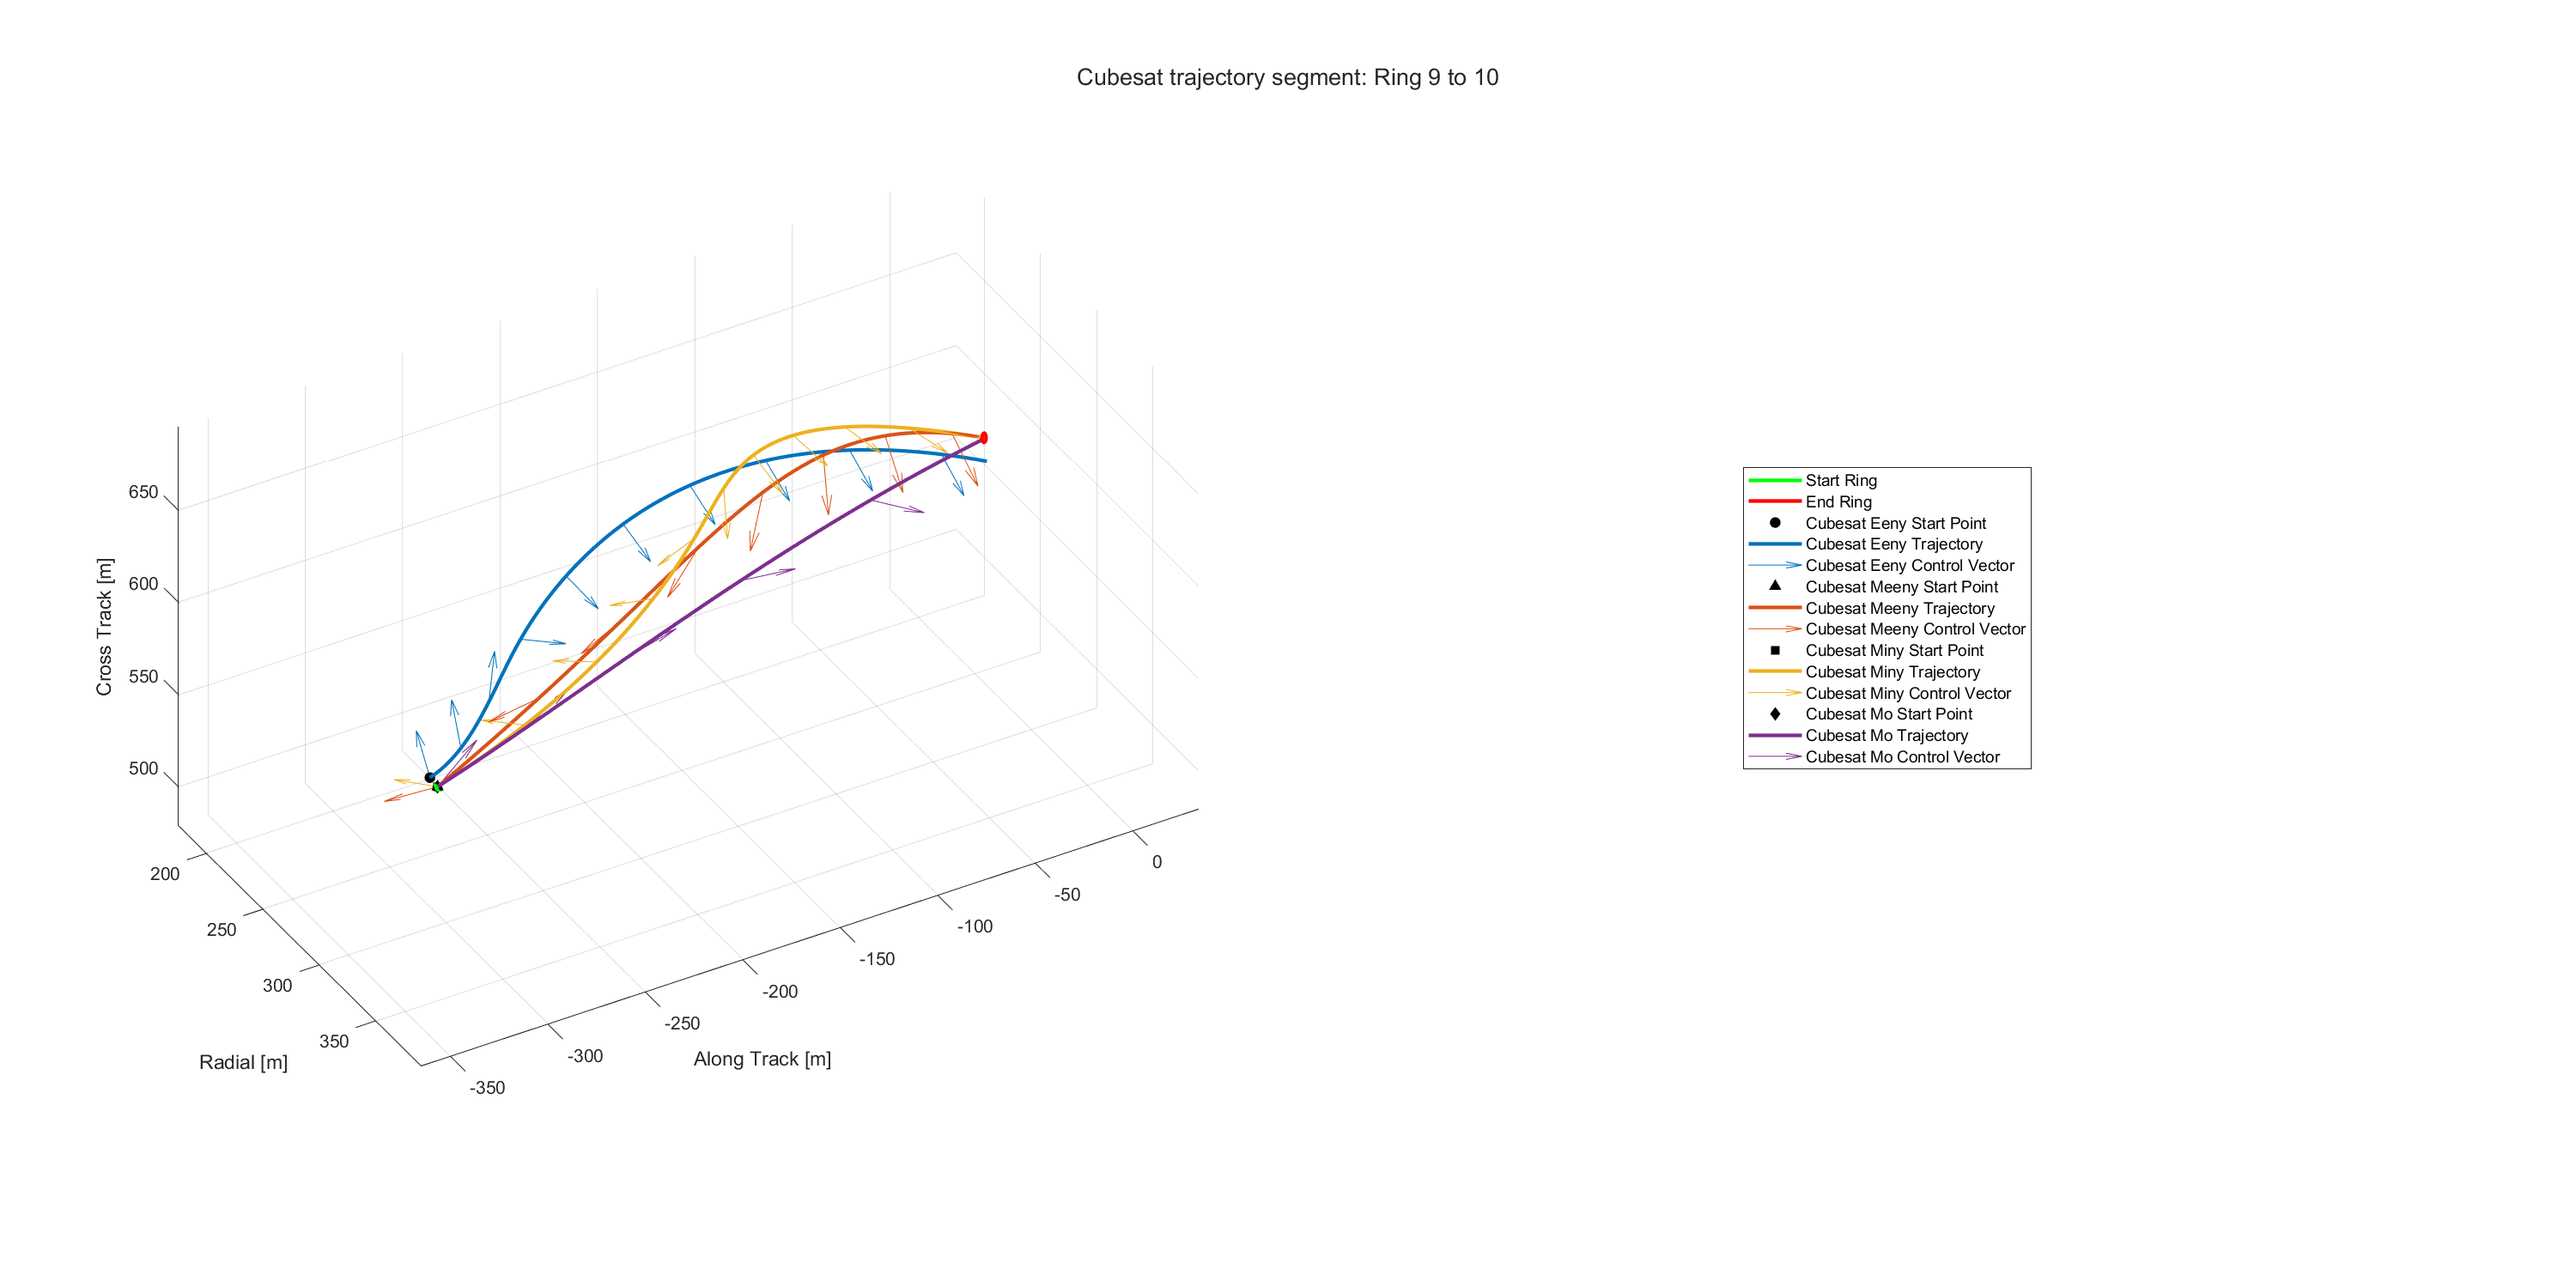 Cubesat trajectory segment: Ring 9 to 10
650
600
550
500
Cross Track [m]
200
250
300
350
Radial [m]
-350
-300
-250
-200
-150
-100
-50
0
Along Track [m]
Start Ring
End Ring
Cubesat Eeny Start Point
Cubesat Eeny Trajectory
Cubesat Eeny Control Vector
Cubesat Meeny Start Point
Cubesat Meeny Trajectory
Cubesat Meeny Control Vector
Cubesat Miny Start Point
Cubesat Miny Trajectory
Cubesat Miny Control Vector
Cubesat Mo Start Point
Cubesat Mo Trajectory
Cubesat Mo Control Vector